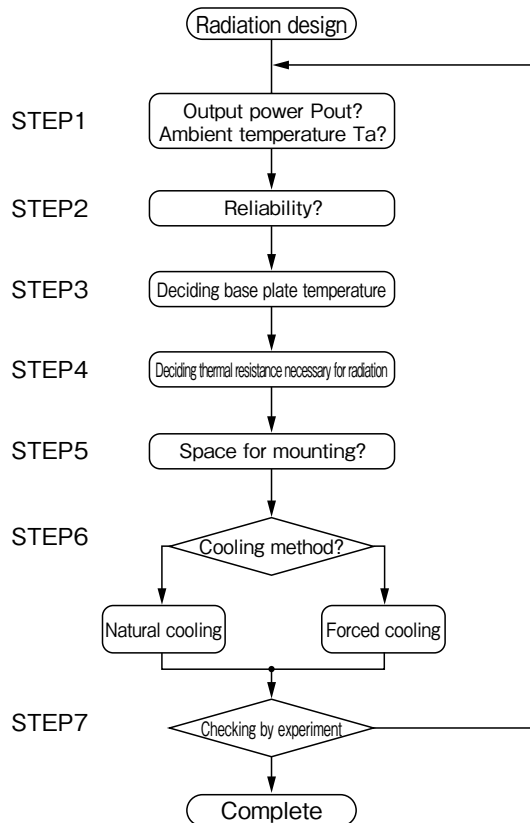 Radiation design
STEP1
Output power Pout?
Ambient temperature Ta?
STEP2
Reliability?
STEP3
Deciding base plate temperature
STEP4
Deciding thermal resistance necessary for radiation
STEP5
Space for mounting?
STEP6
Cooling method?
Natural cooling
Forced cooling
STEP7
Checking by experiment
Complete